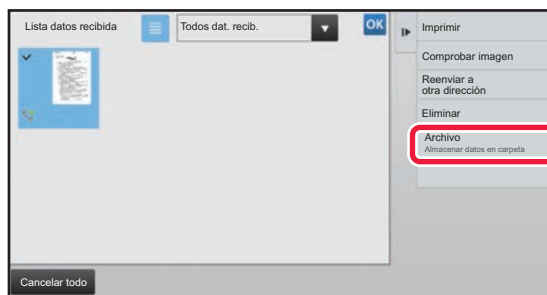 Lista datos recibida
Todos dat. recib.
OK
Imprimir
Comprobar imagen
Reenviar a
otra dirección
Eliminar
Archivo
Almacenar datos en carpeta
Cancelar todo